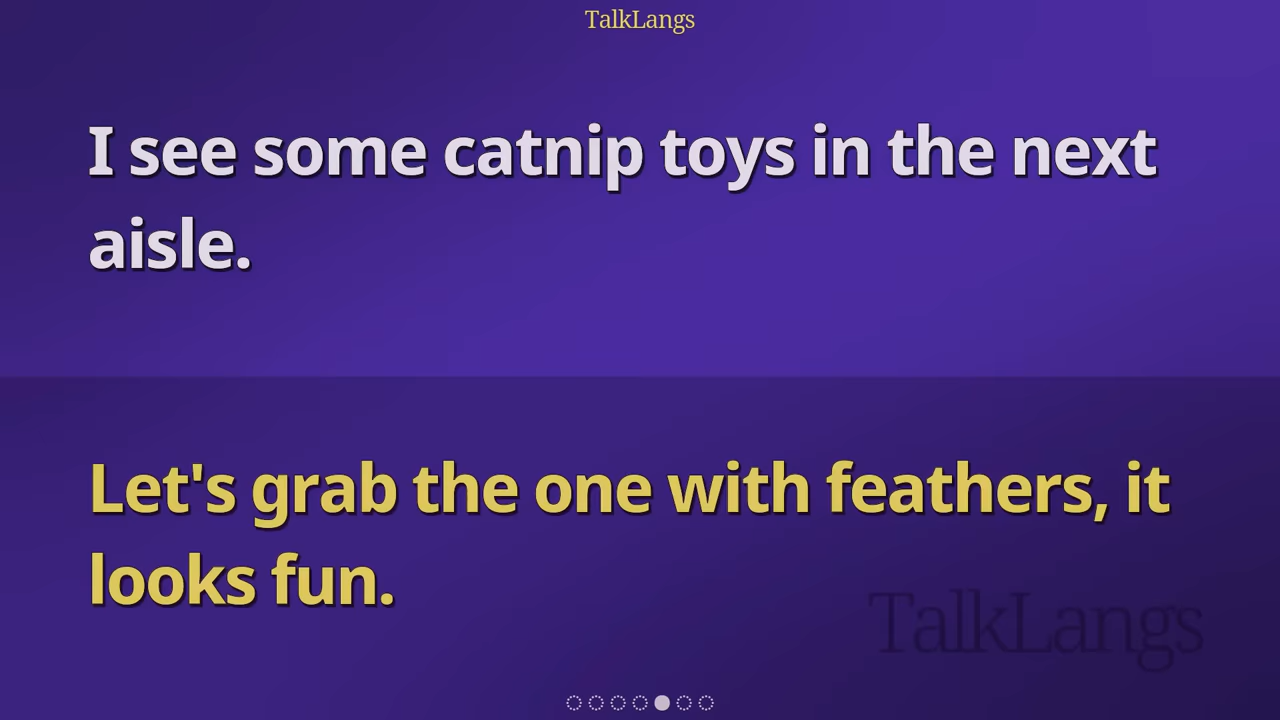 TalkLangs
I see some catnip toys in the next
aisle.
Let's grab the one with feathers, it
looks fun.
TalkLangs